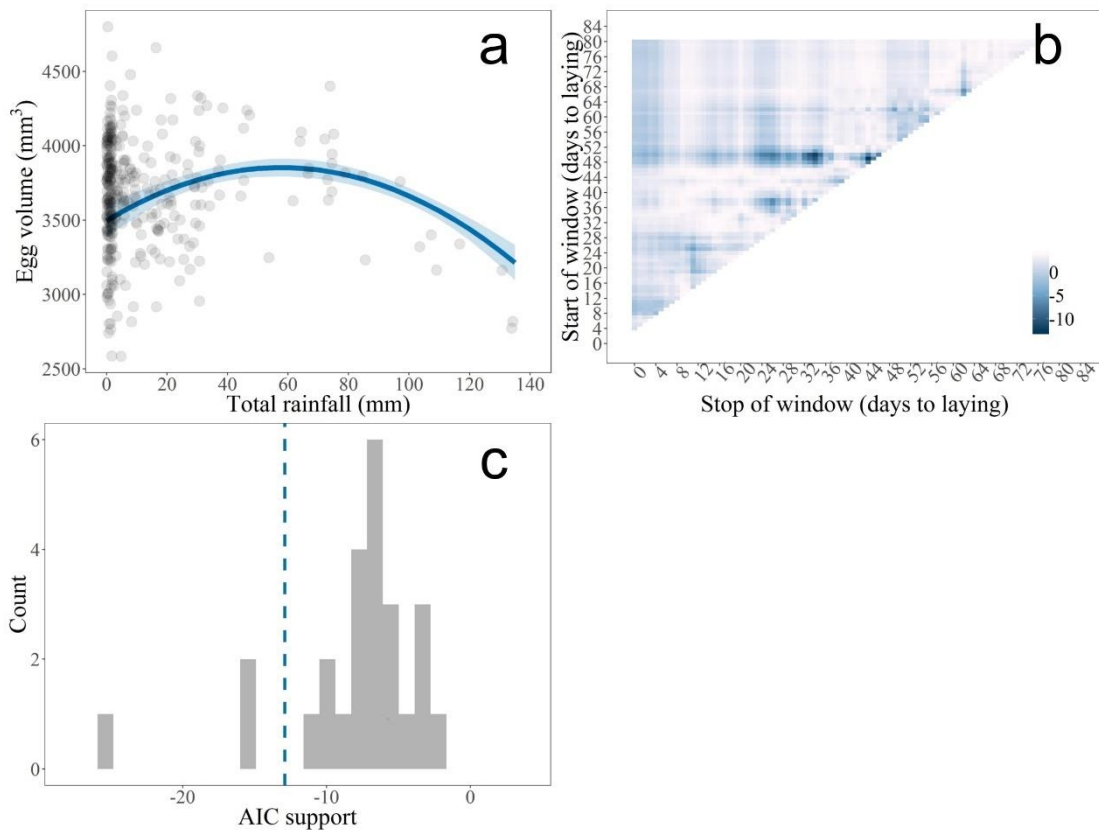 a
Egg volume (mm³)
4500
4000
3500
3000
2500
0 20 40 60 80 100 120 140
Total rainfall (mm)
b
Start of window (days to laying)
84
80
76
72
68
64
60
56
52
48
44
40
36
32
28
24
20
16
12
8
4
0
0
-5
-10
0 4 8 12 16 20 24 28 32 36 40 44 48 52 56 60 64 68 72 76 80 84
Stop of window (days to laying)
c
Count
6
4
2
0
-20 -10 0
AIC support